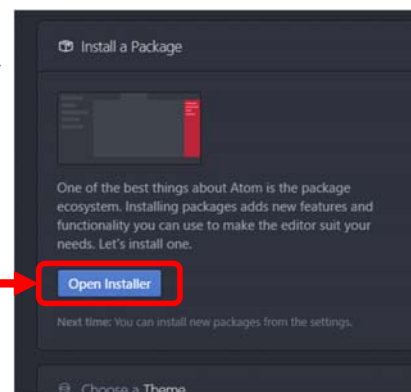 Install a Package
One of the best things about Atom is the package
ecosystem. Installing packages adds new features and
functionality you can use to make the editor suit your
needs. Let's install one.
Open Installer
Next time: You can install new packages from the settings.
Choose a Theme